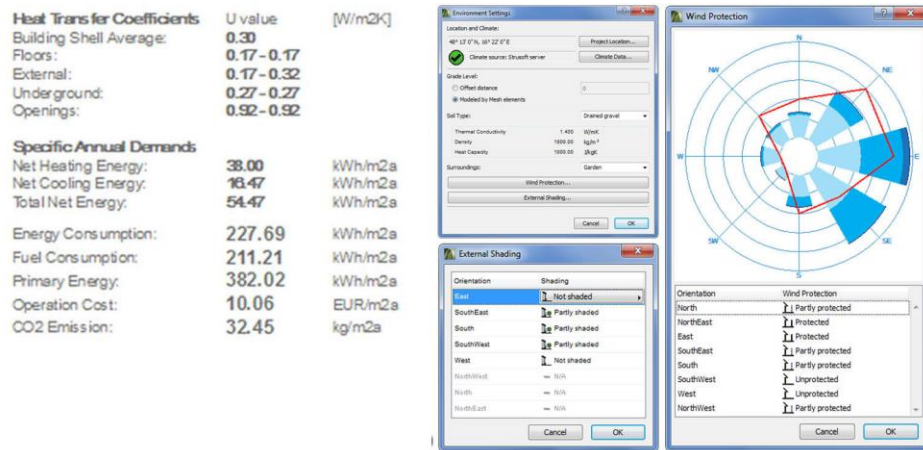 Heat Transfer Coefficients U value [W/m2K]
Building Shell Average: 0.30
Floors: 0.17 - 0.17
External: 0.17 - 0.32
Underground: 0.27 - 0.27
Openings: 0.92 - 0.92
Specific Annual Demands
Net Heating Energy: 38.00 kWh/m2a
Net Cooling Energy: 16.47 kWh/m2a
Total Net Energy: 54.47 kWh/m2a
Energy Consumption: 227.69 kWh/m2a
Fuel Consumption: 211.21 kWh/m2a
Primary Energy: 382.02 kWh/m2a
Operation Cost: 10.06 EUR/m2a
CO2 Emission: 32.45 kg/m2a
Environment Settings
Location and Climate:
48° 13' 0" N, 16° 22' 0" E Project Location...
Climate source: Strusoft server Climate Data...
Grade Level:
Offset distance 0
Modeled by Mesh elements
Soil Type: Drained gravel
Thermal Conductivity 1.400 W/mK
Density kg/m³
Heat Capacity 1000.00 J/kgK
Surroundings: Garden
Wind Protection...
External Shading...
Cancel OK
External Shading
Orientation Shading
East Not shaded
SouthEast Partly shaded
South Partly shaded
SouthWest Partly shaded
West Not shaded
NorthWest N/A
North N/A
NorthEast N/A
Cancel OK
Wind Protection
N
NW NE
W E
SW SE
S
Orientation Wind Protection
North Partly protected
NorthEast Protected
East Protected
SouthEast Partly protected
South Partly protected
SouthWest Unprotected
West Unprotected
NorthWest Partly protected
Cancel OK